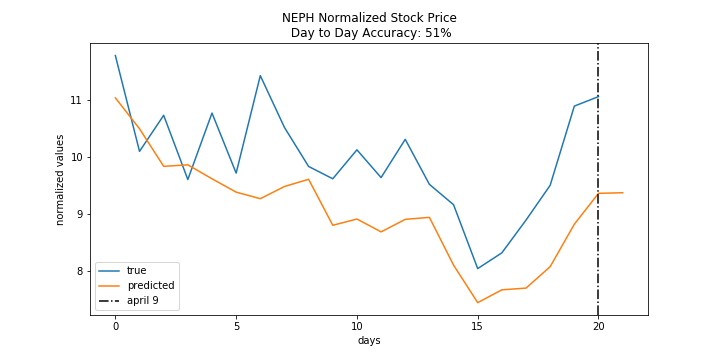 NEPH Normalized Stock Price
Day to Day Accuracy: 51%
normalized values
11
10
9
8
true
predicted
april 9
0 5 10 15 20
days